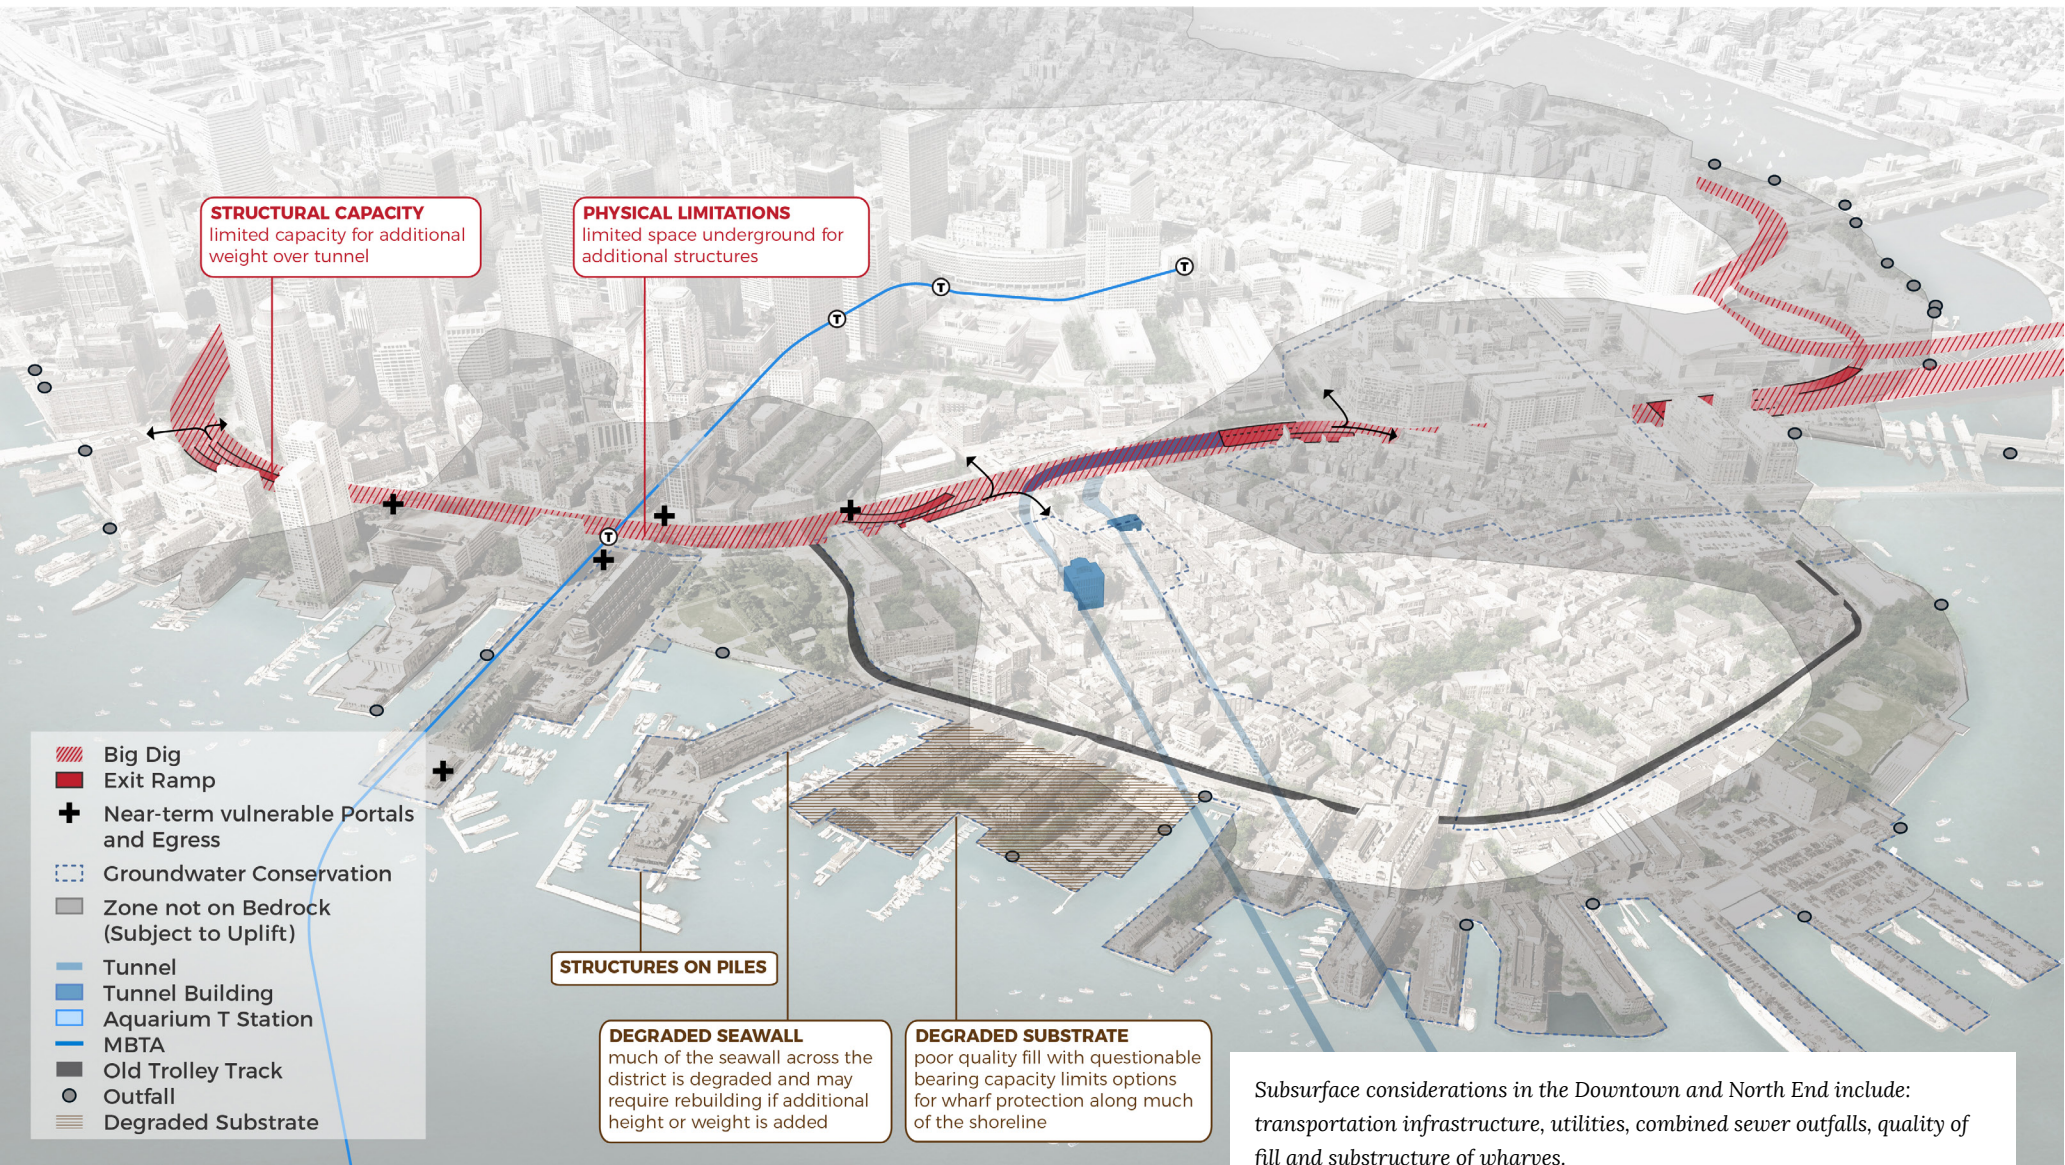 STRUCTURAL CAPACITY
limited capacity for additional
weight over tunnel
PHYSICAL LIMITATIONS
limited space underground for
additional structures
T
T
T
T
Big Dig
Exit Ramp
Near-term vulnerable Portals
and Egress
Groundwater Conservation
Zone not on Bedrock
(Subject to Uplift)
Tunnel
Tunnel Building
Aquarium T Station
MBTA
Old Trolley Track
Outfall
Degraded Substrate
STRUCTURES ON PILES
DEGRADED SEAWALL
much of the seawall across the
district is degraded and may
require rebuilding if additional
height or weight is added
DEGRADED SUBSTRATE
poor quality fill with questionable
bearing capacity limits options
for wharf protection along much
of the shoreline
Subsurface considerations in the Downtown and North End include:
transportation infrastructure, utilities, combined sewer outfalls, quality of
fill and substructure of wharves.